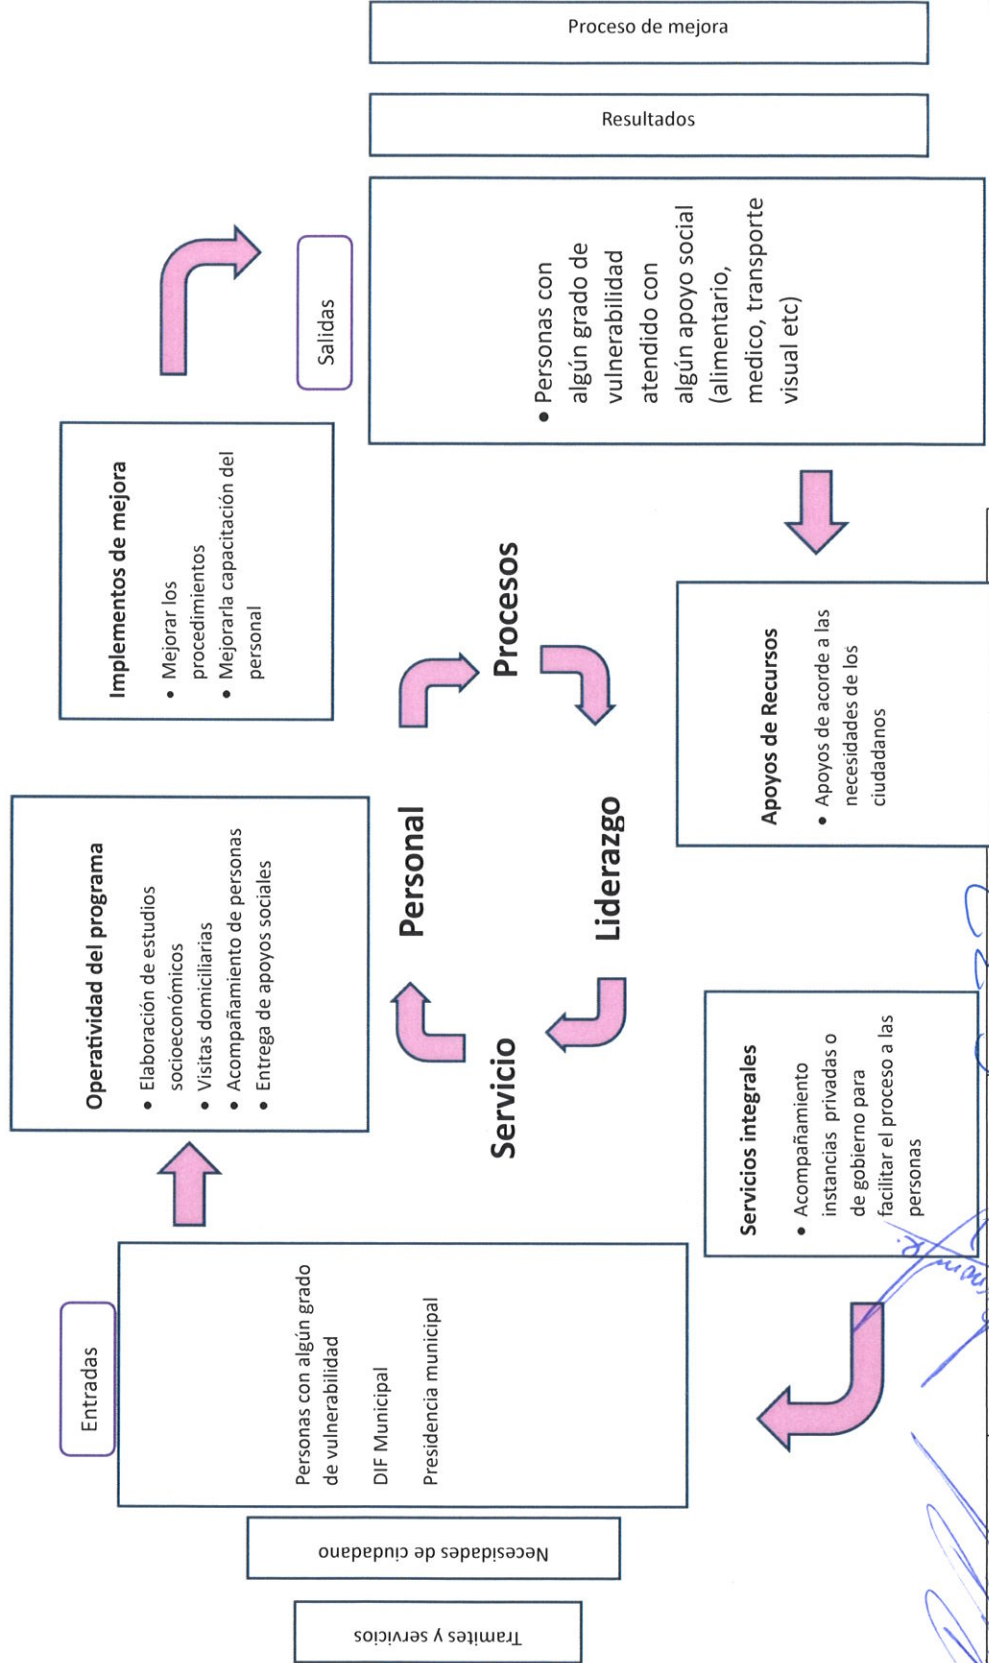 Tramites y servicios
Necesidades de ciudadano
Entradas
Personas con algún grado
de vulnerabilidad
DIF Municipal
Presidencia municipal
Operatividad del programa
• Elaboración de estudios
socioeconómicos
• Visitas domiciliarias
• Acompañamiento de personas
• Entrega de apoyos sociales
Implementos de mejora
• Mejorar los
procedimientos
• Mejorarla capacitación del
personal
Salidas
• Personas con
algún grado de
vulnerabilidad
atendido con
algún apoyo social
(alimentario,
medico, transporte
visual etc)
Resultados
Proceso de mejora
Servicio
Personal
Procesos
Liderazgo
Servicios integrales
• Acompañamiento
instancias privadas o
de gobierno para
facilitar el proceso a las
personas
Apoyos de Recursos
• Apoyos de acorde a las
necesidades de los
ciudadanos